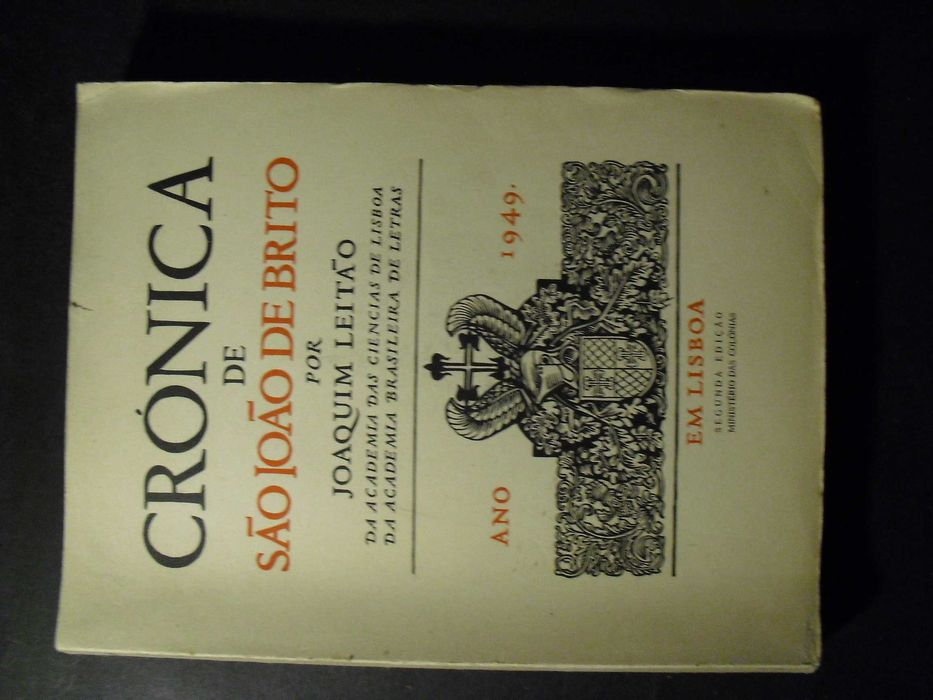 CRÓNICA
DE
SÃO JOÃO DE BRITO
POR
JOAQUIM LEITÃO
DA ACADEMIA DAS CIENCIAS DE LISBOA
DA ACADEMIA BRASILEIRA DE LETRAS
ANO 1949.
EM LISBOA
SEGUNDA EDIÇÃO
MINISTÉRIO DAS COLÓNIAS